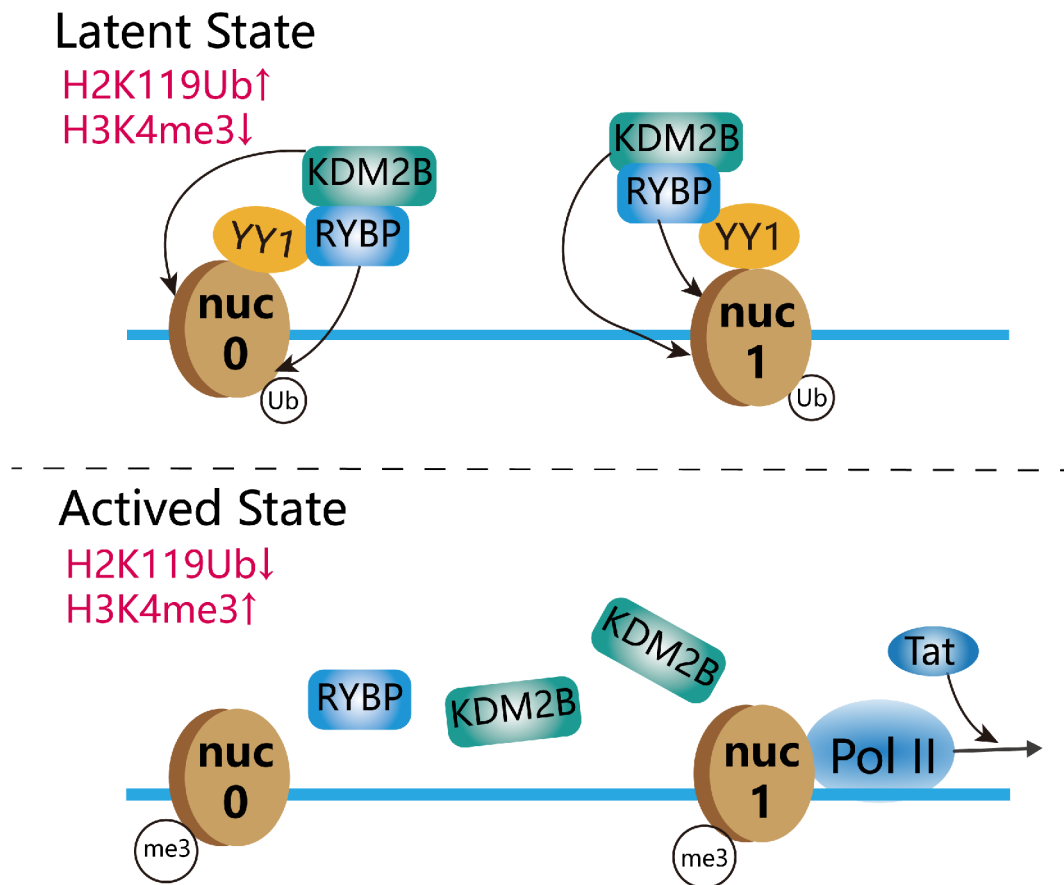 Latent State
H2K119Ub↑
H3K4me3↓
KDM2B
RYBP
YY1
nuc
0
Ub
KDM2B
RYBP
YY1
nuc
1
Ub
Actived State
H2K119Ub↓
H3K4me3↑
RYBP
KDM2B
KDM2B
Tat
nuc
0
me3
nuc
1
me3
Pol II